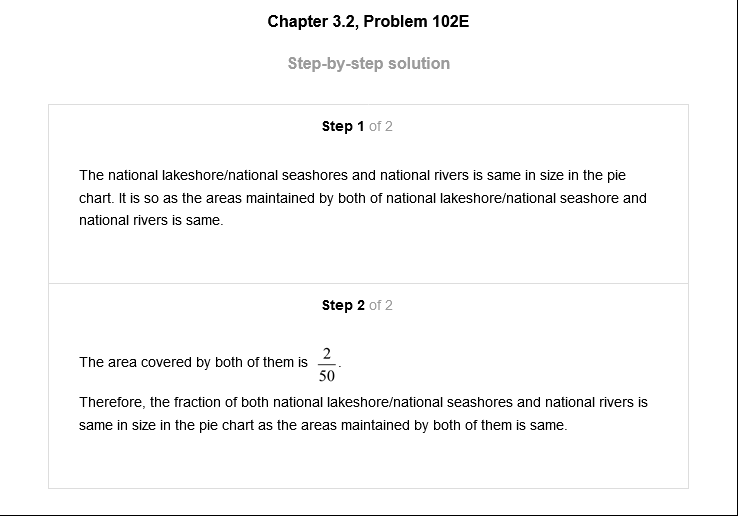 Chapter 3.2, Problem 102E
Step-by-step solution
Step 1 of 2
The national lakeshore/national seashores and national rivers is same in size in the pie
chart. It is so as the areas maintained by both of national lakeshore/national seashore and
national rivers is same.
Step 2 of 2
The area covered by both of them is 2/50.
Therefore, the fraction of both national lakeshore/national seashores and national rivers is
same in size in the pie chart as the areas maintained by both of them is same.